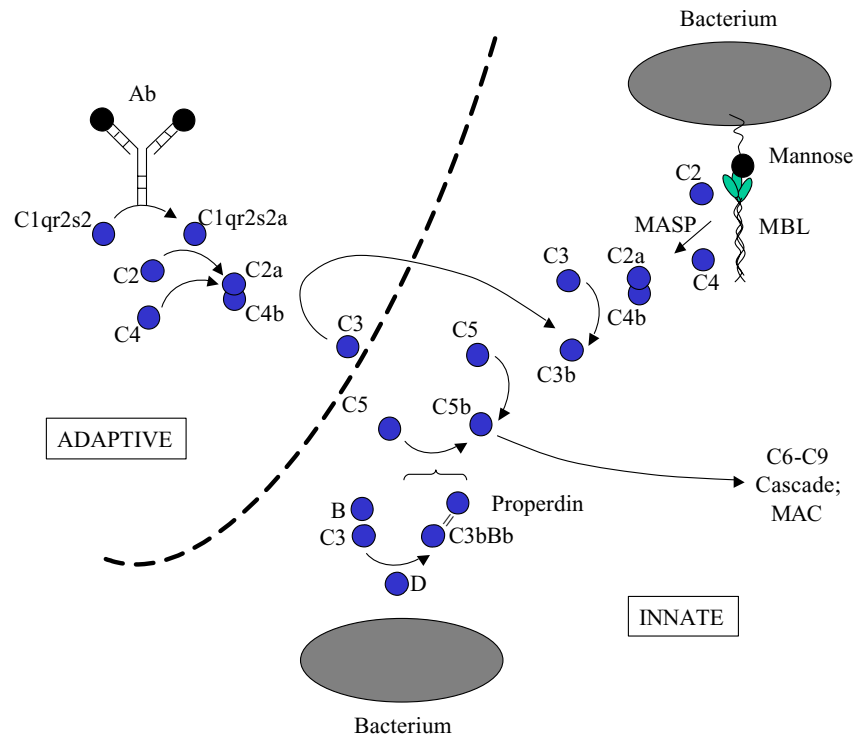 Bacterium
Ab
Mannose
C2
C1qr2s2
C1qr2s2a
MASP
MBL
C3
C2a
C2
C2a
C4
C4b
C4b
C4
C3
C5
C3b
C5
C5b
ADAPTIVE
C6-C9
Cascade;
MAC
Properdin
B
C3
C3bBb
D
INNATE
Bacterium